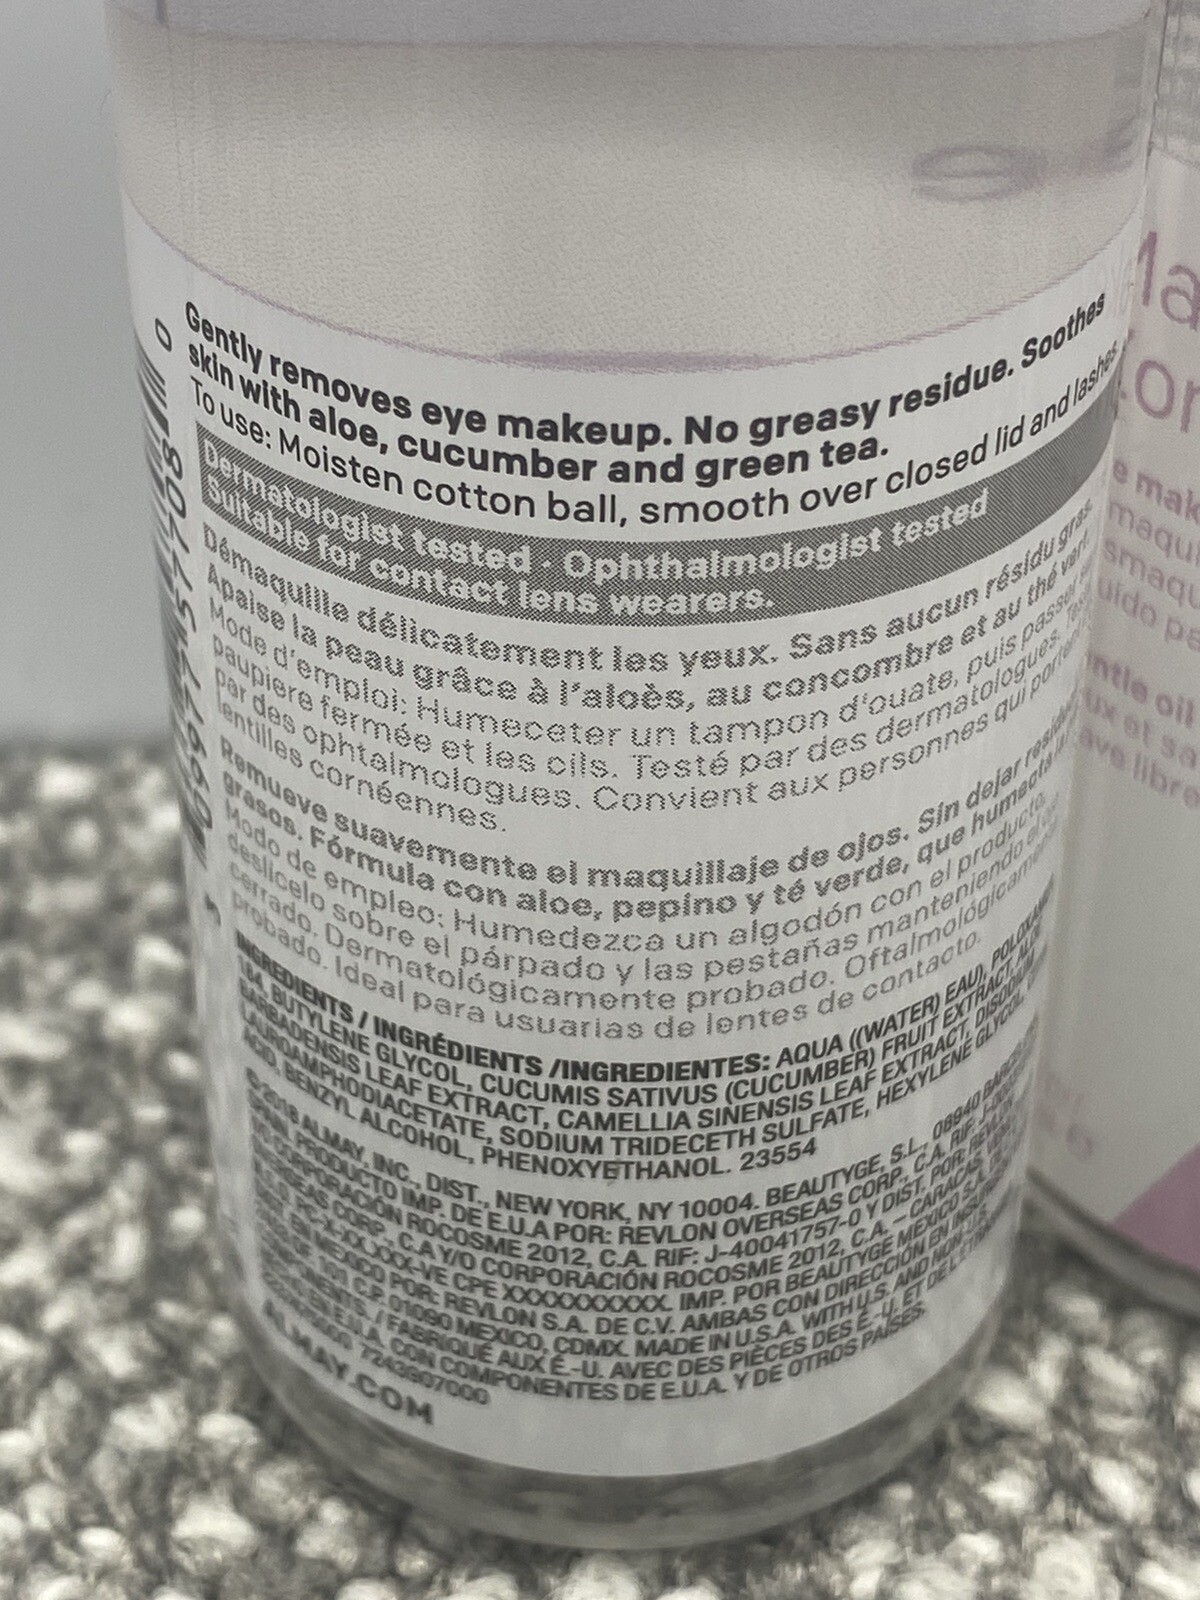 Gently removes eye makeup. No greasy residue. Soothes
skin with aloe, cucumber and green tea.
To use: Moisten cotton ball, smooth over closed lid and lashes.
Dermatologist tested · Ophthalmologist tested
Suitable for contact lens wearers.
Démaquille délicatement les yeux. Sans aucun résidu gras.
Apaise la peau grâce à l'aloès, au concombre et au thé vert.
Mode d'emploi: Humeceter un tampon d'ouate, puis passer
paupière fermée et les cils. Testé par des dermatologues. Testé
par des ophtalmologues. Convient aux personnes qui portent
lentilles cornéennes.
Remueve suavemente el maquillaje de ojos. Sin dejar residuos
grasos. Fórmula con aloe, pepino y té verde, que humecta
Modo de empleo: Humedezca un algodón con el producto,
deslícelo sobre el párpado y las pestañas manteniendo el
cerrado. Dermatológicamente probado. Oftalmológicamente
probado. Ideal para usuarias de lentes de contacto.
INGREDIENTS / INGRÉDIENTS /INGREDIENTES: AQUA ((WATER) EAU), POLOXAMER
184, BUTYLENE GLYCOL, CUCUMIS SATIVUS (CUCUMBER) FRUIT EXTRACT, ALOE
BARBADENSIS LEAF EXTRACT, CAMELLIA SINENSIS LEAF EXTRACT, DISODIUM
LAUROAMPHODIACETATE, SODIUM TRIDECETH SULFATE, HEXYLENE GLYCOL,
ACID, BENZYL ALCOHOL, PHENOXYETHANOL. 23554
©2018 ALMAY, INC., DIST., NEW YORK, NY 10004. BEAUTYGE, S.L., 08940
SPAIN. PRODUCTO IMP. DE E.U.A POR: REVLON OVERSEAS CORP., C.A. RIF:
CORPORACIÓN ROCOSME 2012, C.A. RIF: J-40041757-0 Y DIST. POR: REVLON
OVERSEAS CORP., C.A Y/O CORPORACIÓN ROCOSME 2012, C.A. – CARACAS,
PC-X-XX.XXX-VE CPE XXXXXXXXXX. IMP. POR BEAUTYGE MEXICO S.A.
EN MÉXICO POR: REVLON S.A. DE C.V. AMBAS CON DIRECCIÓN EN INSURGENTES
101 C.P. 01090 MEXICO, CDMX. MADE IN U.S.A. WITH U.S. AND NON-U.S.
COMPONENTS. / FABRIQUÉ AUX É.-U. AVEC DES PIÈCES DES É.-U. ET DE L'ÉTRANGER
EN E.U.A. CON COMPONENTES DE E.U.A. Y DE OTROS PAÍSES.
7243907000
ALMAY.COM